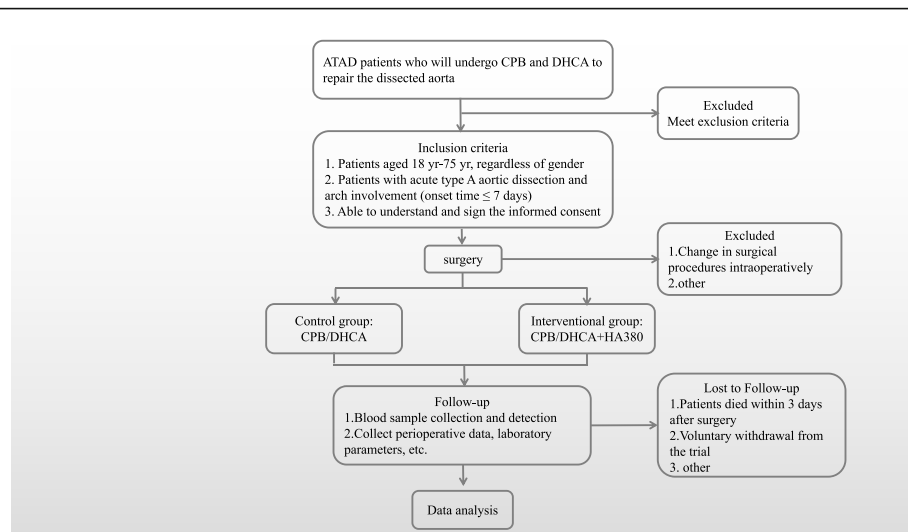 ATAD patients who will undergo CPB and DHCA to
repair the dissected aorta
Excluded
Meet exclusion criteria
Inclusion criteria
1. Patients aged 18 yr-75 yr, regardless of gender
2. Patients with acute type A aortic dissection and
arch involvement (onset time ≤ 7 days)
3. Able to understand and sign the informed consent
surgery
Excluded
1.Change in surgical
procedures intraoperatively
2.other
Control group:
CPB/DHCA
Interventional group:
CPB/DHCA+HA380
Follow-up
1.Blood sample collection and detection
2.Collect perioperative data, laboratory
parameters, etc.
Lost to Follow-up
1.Patients died within 3 days
after surgery
2.Voluntary withdrawal from
the trial
3. other
Data analysis